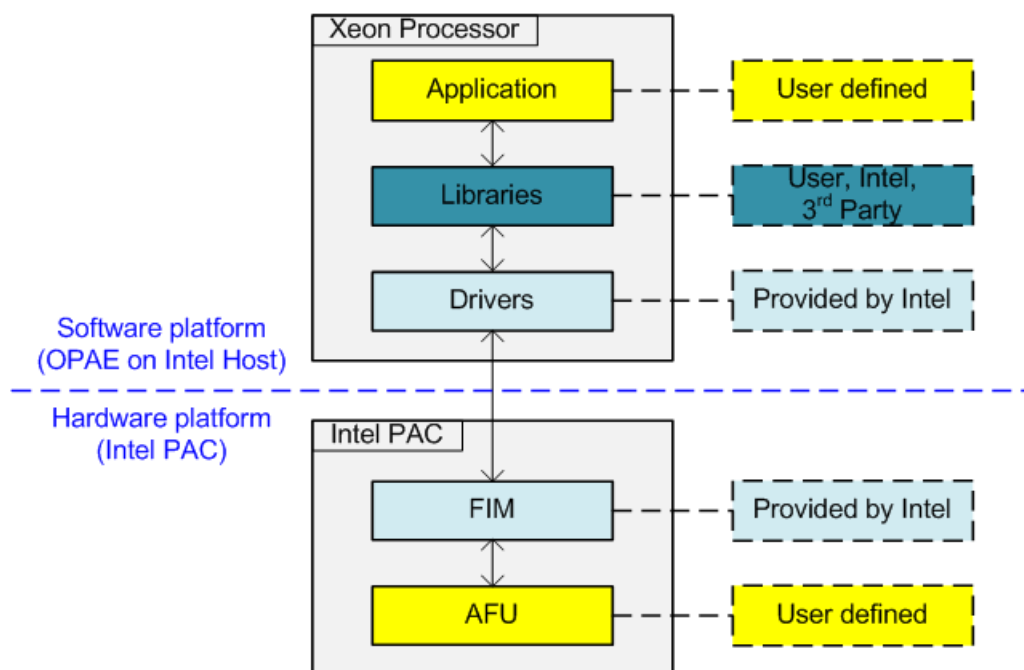 Xeon Processor
Application
User defined
Libraries
User, Intel,
3rd Party
Drivers
Provided by Intel
Software platform
(OPAE on Intel Host)
Hardware platform
(Intel PAC)
Intel PAC
FIM
Provided by Intel
AFU
User defined